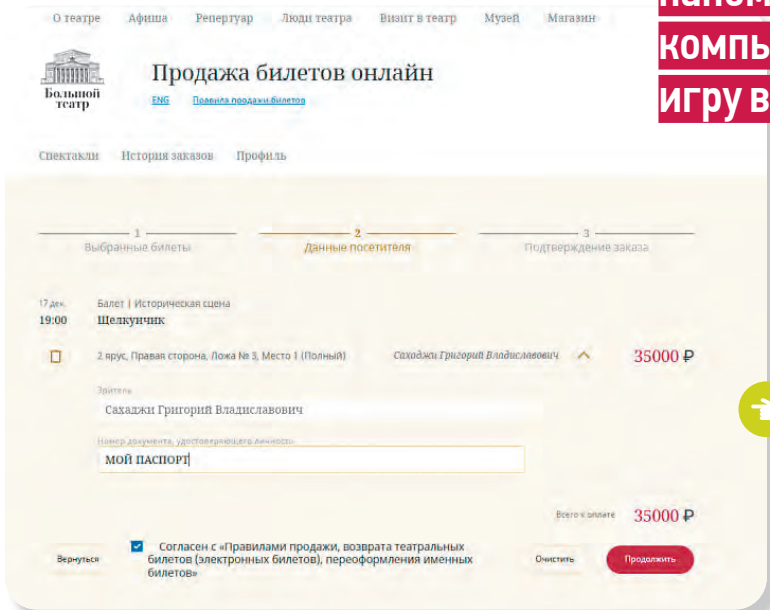 О театре Афиша Репертуар Люди театра Визит в театр Музей Магазин
КОМПЬ
ИГРУ В
Большой
театр
Продажа билетов онлайн
ENG Правила продажи билетов
Спектакли История заказов Профиль
1 2 3
Выбранные билеты Данные посетителя Подтверждение заказа
17 дек. Балет | Историческая сцена
19:00 Щелкунчик
2 ярус, Правая сторона, Ложа № 3, Место 1 (Полный) Сахаджи Григорий Владиславович 35000 ₽
Зритель
Сахаджи Григорий Владиславович
Номер документа, удостоверяющего личность
МОЙ ПАСПОРТ
Всего к оплате 35000 ₽
Вернуться
Согласен с «Правилами продажи, возврата театральных
билетов (электронных билетов), переоформления именных
билетов»
Очистить Продолжить